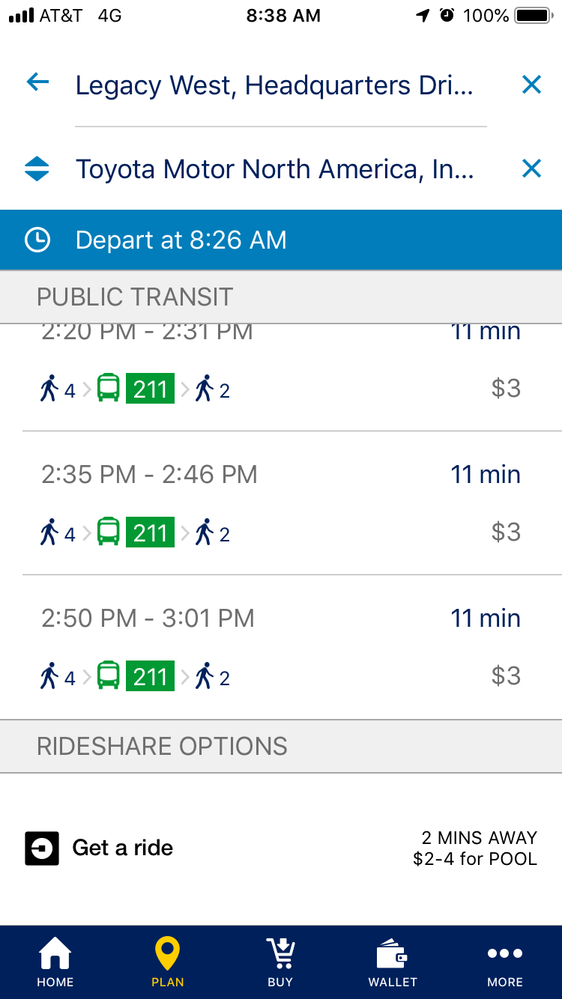 AT&T 4G 8:38 AM 100%
Legacy West, Headquarters Dri...
Toyota Motor North America, In...
Depart at 8:26 AM
PUBLIC TRANSIT
2:20 PM - 2:31 PM 11 min
4 211 2 $3
2:35 PM - 2:46 PM 11 min
4 211 2 $3
2:50 PM - 3:01 PM 11 min
4 211 2 $3
RIDESHARE OPTIONS
2 MINS AWAY
Get a ride
$2-4 for POOL
HOME PLAN BUY WALLET MORE